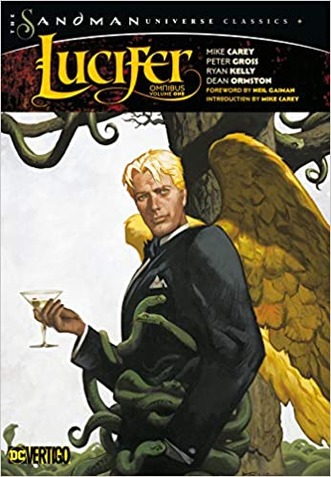 THE SANDMAN UNIVERSE CLASSICS
LUCIFER
OMNIBUS
VOLUME ONE
MIKE CAREY
PETER GROSS
RYAN KELLY
DEAN ORMSTON
FOREWORD BY NEIL GAIMAN
INTRODUCTION BY MIKE CAREY
DC VERTIGO